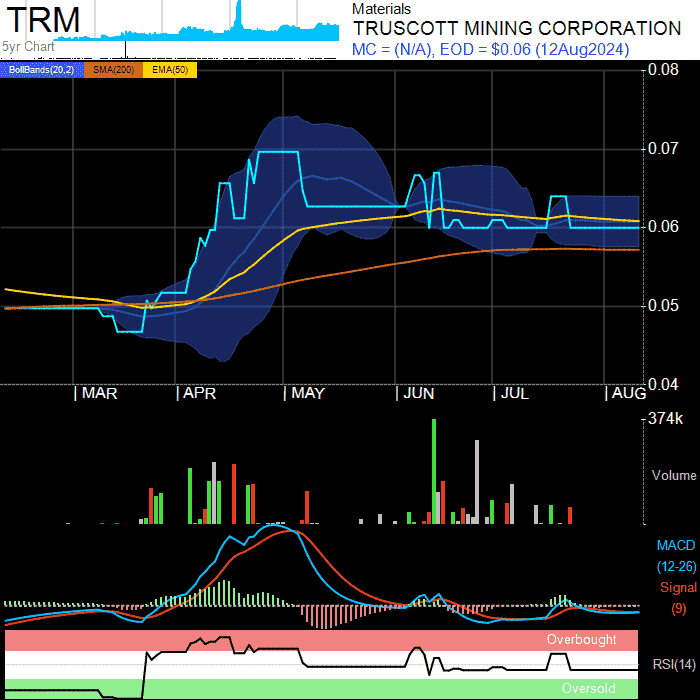 TRM
5yr Chart
Materials
TRUSCOTT MINING CORPORATION
MC = (N/A), EOD = $0.06 (12Aug2024)
BollBands(20,2) SMA(200) EMA(50)
0.08
0.07
0.06
0.05
0.04
| MAR | APR | MAY | JUN | JUL | AUG
374k
Volume
MACD
(12-26)
Signal
(9)
Overbought
RSI(14)
Oversold